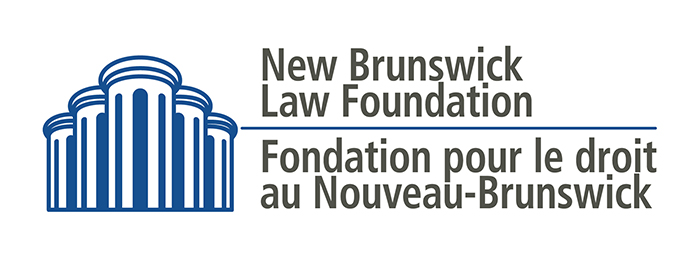 New Brunswick
Law Foundation
Fondation pour le droit
au Nouveau-Brunswick